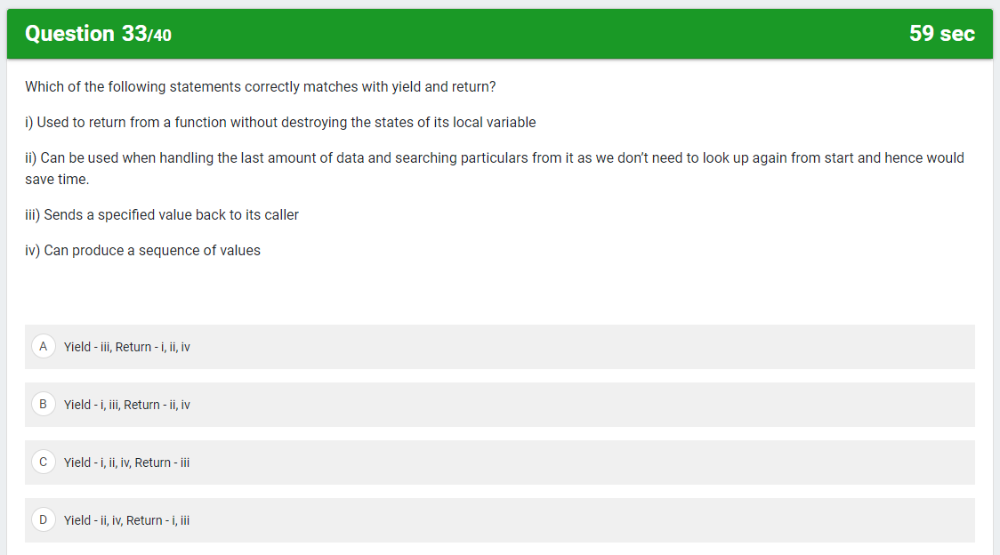 Question 33/40
59 sec
Which of the following statements correctly matches with yield and return?
i) Used to return from a function without destroying the states of its local variable
ii) Can be used when handling the last amount of data and searching particulars from it as we don't need to look up again from start and hence would
save time.
iii) Sends a specified value back to its caller
iv) Can produce a sequence of values
A Yield - iii, Return - i, ii, iv
B Yield - i, iii, Return - ii, iv
C Yield - i, ii, iv, Return - iii
D Yield - ii, iv, Return - i, iii